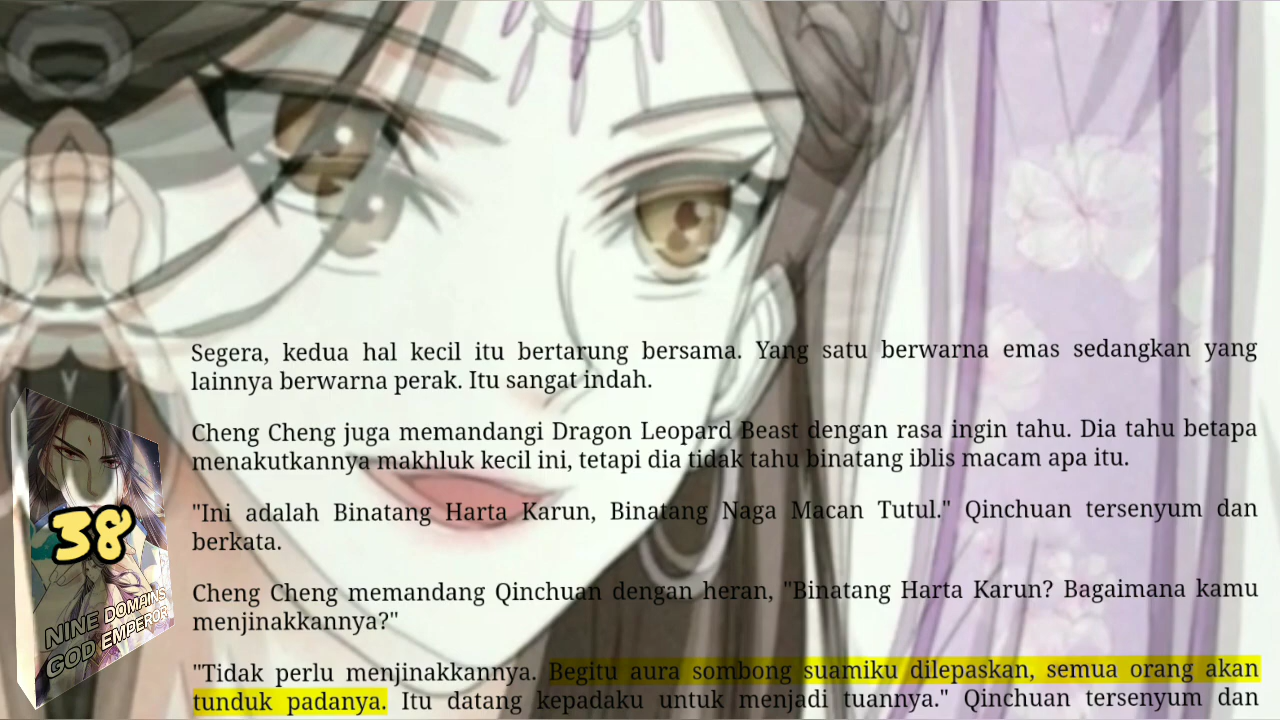 Segera, kedua hal kecil itu bertarung bersama. Yang satu berwarna emas sedangkan yang
lainnya berwarna perak. Itu sangat indah.
Cheng Cheng juga memandangi Dragon Leopard Beast dengan rasa ingin tahu. Dia tahu betapa
menakutkannya makhluk kecil ini, tetapi dia tidak tahu binatang iblis macam apa itu.
"Ini adalah Binatang Harta Karun, Binatang Naga Macan Tutul." Qinchuan tersenyum dan
berkata.
Cheng Cheng memandang Qinchuan dengan heran, "Binatang Harta Karun? Bagaimana kamu
menjinakkannya?"
"Tidak perlu menjinakkannya. Begitu aura sombong suamiku dilepaskan, semua orang akan
tunduk padanya. Itu datang kepadaku untuk menjadi tuannya." Qinchuan tersenyum dan
38
NINE DOMAINS
GOD EMPEROR